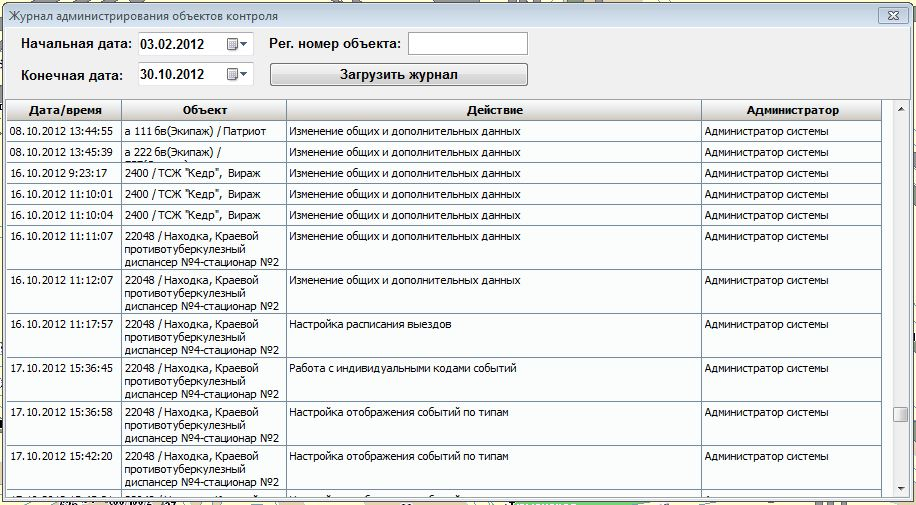 Журнал администрирования объектов контроля
Начальная дата: 03.02.2012 Рег. номер объекта:
Конечная дата: 30.10.2012 Загрузить журнал
Дата/время Объект Действие Администратор
08.10.2012 13:44:55 а 111 бв(Экипаж) / Патриот Изменение общих и дополнительных данных Администратор системы
08.10.2012 13:45:39 а 222 бв(Экипаж) / Изменение общих и дополнительных данных Администратор системы
16.10.2012 9:23:17 2400 / ТСЖ "Кедр", Вираж Изменение общих и дополнительных данных Администратор системы
16.10.2012 11:10:01 2400 / ТСЖ "Кедр", Вираж Изменение общих и дополнительных данных Администратор системы
16.10.2012 11:10:04 2400 / ТСЖ "Кедр", Вираж Изменение общих и дополнительных данных Администратор системы
16.10.2012 11:11:07 22048 / Находка, Краевой Изменение общих и дополнительных данных Администратор системы
противотуберкулезный
диспансер №4-стационар №2
16.10.2012 11:12:07 22048 / Находка, Краевой Изменение общих и дополнительных данных Администратор системы
противотуберкулезный
диспансер №4-стационар №2
16.10.2012 11:17:57 22048 / Находка, Краевой Настройка расписания выездов Администратор системы
противотуберкулезный
диспансер №4-стационар №2
17.10.2012 15:36:45 22048 / Находка, Краевой Работа с индивидуальными кодами событий Администратор системы
противотуберкулезный
диспансер №4-стационар №2
17.10.2012 15:36:58 22048 / Находка, Краевой Настройка отображения событий по типам Администратор системы
противотуберкулезный
диспансер №4-стационар №2
17.10.2012 15:42:20 22048 / Находка, Краевой Настройка отображения событий по типам Администратор системы
противотуберкулезный
диспансер №4-стационар №2